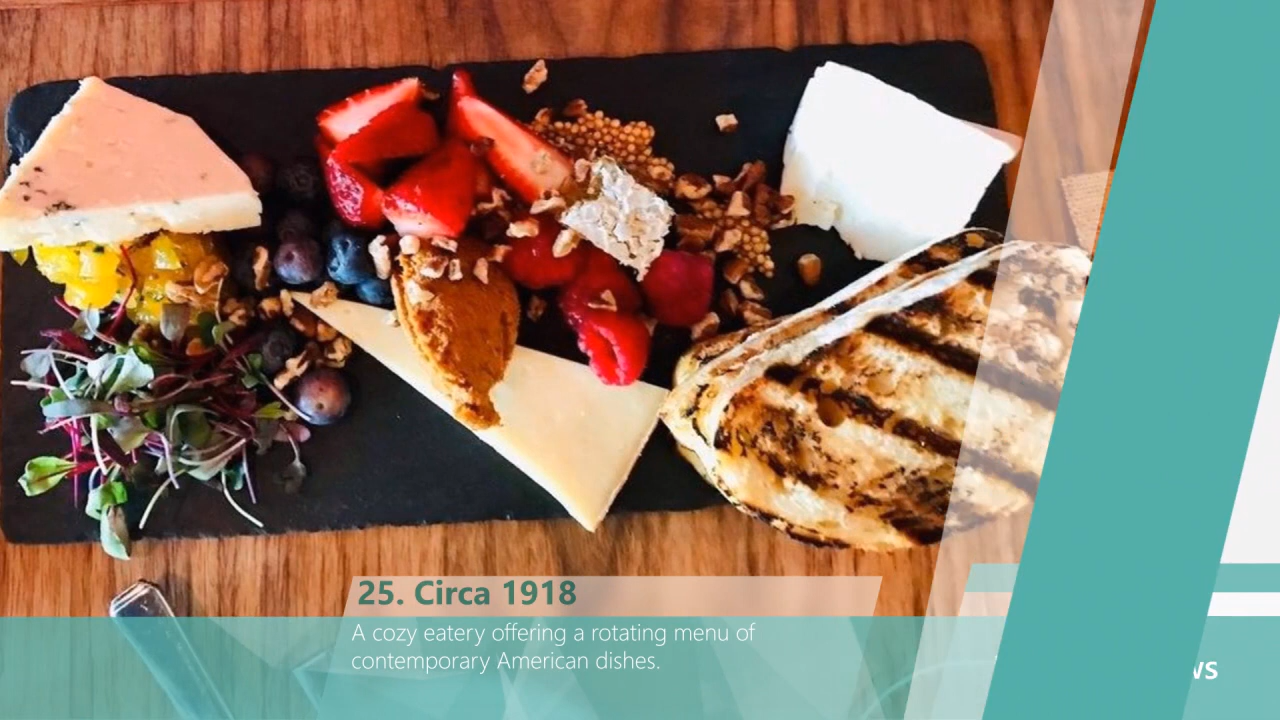 25. Circa 1918
A cozy eatery offering a rotating menu of
contemporary American dishes.